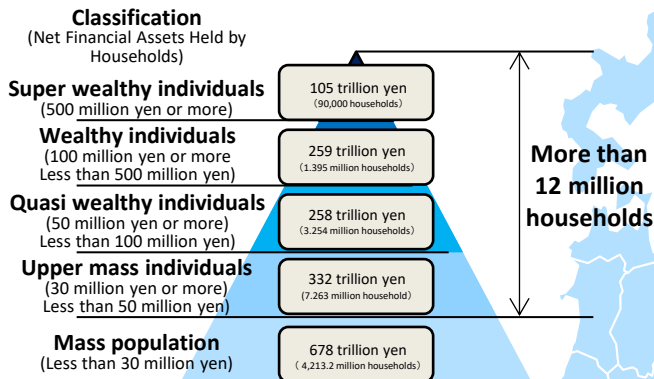 Classification
(Net Financial Assets Held by
Households)
Super wealthy individuals
(500 million yen or more)
105 trillion yen
(90,000 households)
Wealthy individuals
(100 million yen or more
Less than 500 million yen)
259 trillion yen
(1.395 million households)
Quasi wealthy individuals
(50 million yen or more)
Less than 100 million yen)
258 trillion yen
(3.254 million households)
Upper mass individuals
(30 million yen or more)
Less than 50 million yen)
332 trillion yen
(7.263 million household)
Mass population
(Less than 30 million yen)
678 trillion yen
( 4,213.2 million households)
More than
12 million
households